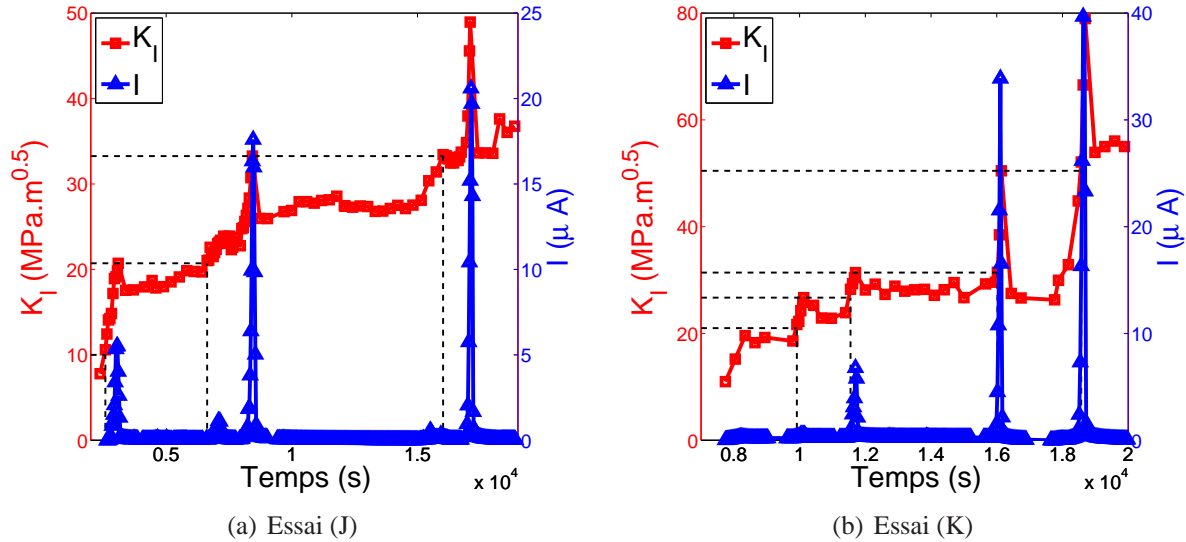 50
40
30
20
10
0
K_I (MPa.m^0.5)
K_I
I
25
20
15
10
5
0
I (μ A)
0.5
1
1.5
x 10^4
Temps (s)
(a) Essai (J)
80
60
40
20
0
K_I (MPa.m^0.5)
K_I
I
40
30
20
10
0
I (μ A)
0.8
1
1.2
1.4
1.6
1.8
2
x 10^4
Temps (s)
(b) Essai (K)